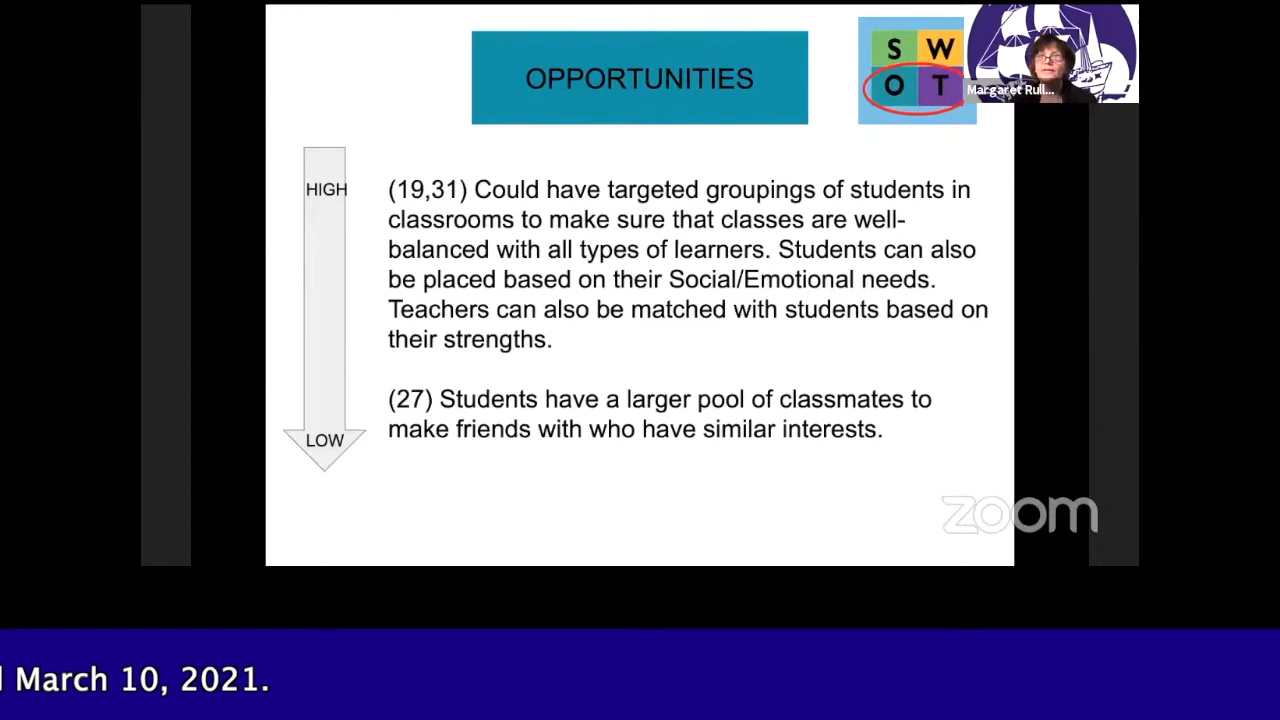 OPPORTUNITIES
S W
O T
Margaret Rull...
HIGH
(19,31) Could have targeted groupings of students in
classrooms to make sure that classes are well-
balanced with all types of learners. Students can also
be placed based on their Social/Emotional needs.
Teachers can also be matched with students based on
their strengths.
(27) Students have a larger pool of classmates to
make friends with who have similar interests.
LOW
zoom
March 10, 2021.